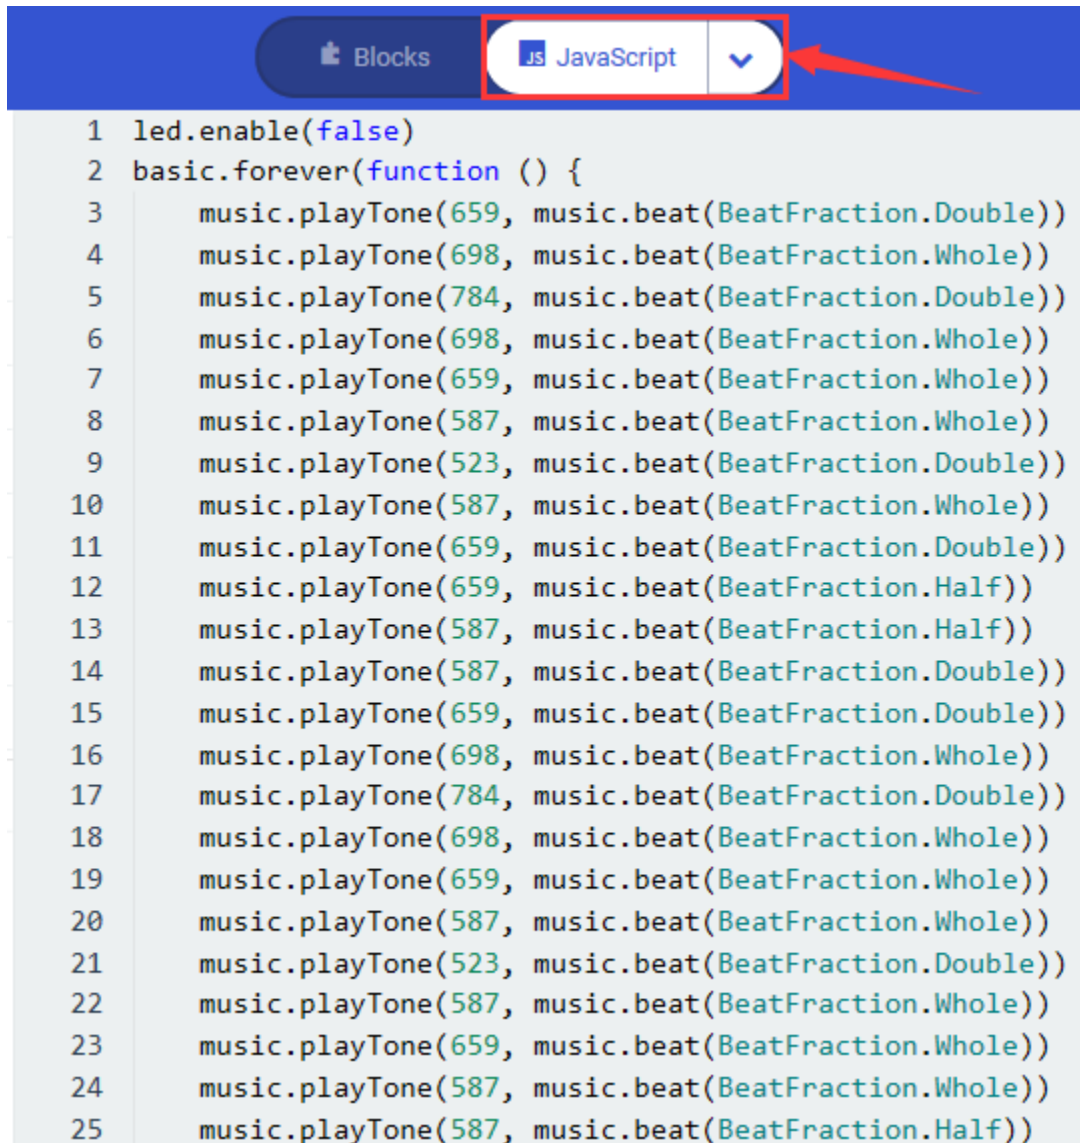 Blocks JS JavaScript
1 led.enable(false)
2 basic.forever(function () {
3 music.playTone(659, music.beat(BeatFraction.Double))
4 music.playTone(698, music.beat(BeatFraction.Whole))
5 music.playTone(784, music.beat(BeatFraction.Double))
6 music.playTone(698, music.beat(BeatFraction.Whole))
7 music.playTone(659, music.beat(BeatFraction.Whole))
8 music.playTone(587, music.beat(BeatFraction.Whole))
9 music.playTone(523, music.beat(BeatFraction.Double))
10 music.playTone(587, music.beat(BeatFraction.Whole))
11 music.playTone(659, music.beat(BeatFraction.Double))
12 music.playTone(659, music.beat(BeatFraction.Half))
13 music.playTone(587, music.beat(BeatFraction.Half))
14 music.playTone(587, music.beat(BeatFraction.Double))
15 music.playTone(659, music.beat(BeatFraction.Double))
16 music.playTone(698, music.beat(BeatFraction.Whole))
17 music.playTone(784, music.beat(BeatFraction.Double))
18 music.playTone(698, music.beat(BeatFraction.Whole))
19 music.playTone(659, music.beat(BeatFraction.Whole))
20 music.playTone(587, music.beat(BeatFraction.Whole))
21 music.playTone(523, music.beat(BeatFraction.Double))
22 music.playTone(587, music.beat(BeatFraction.Whole))
23 music.playTone(659, music.beat(BeatFraction.Whole))
24 music.playTone(587, music.beat(BeatFraction.Whole))
25 music.playTone(587, music.beat(BeatFraction.Half))